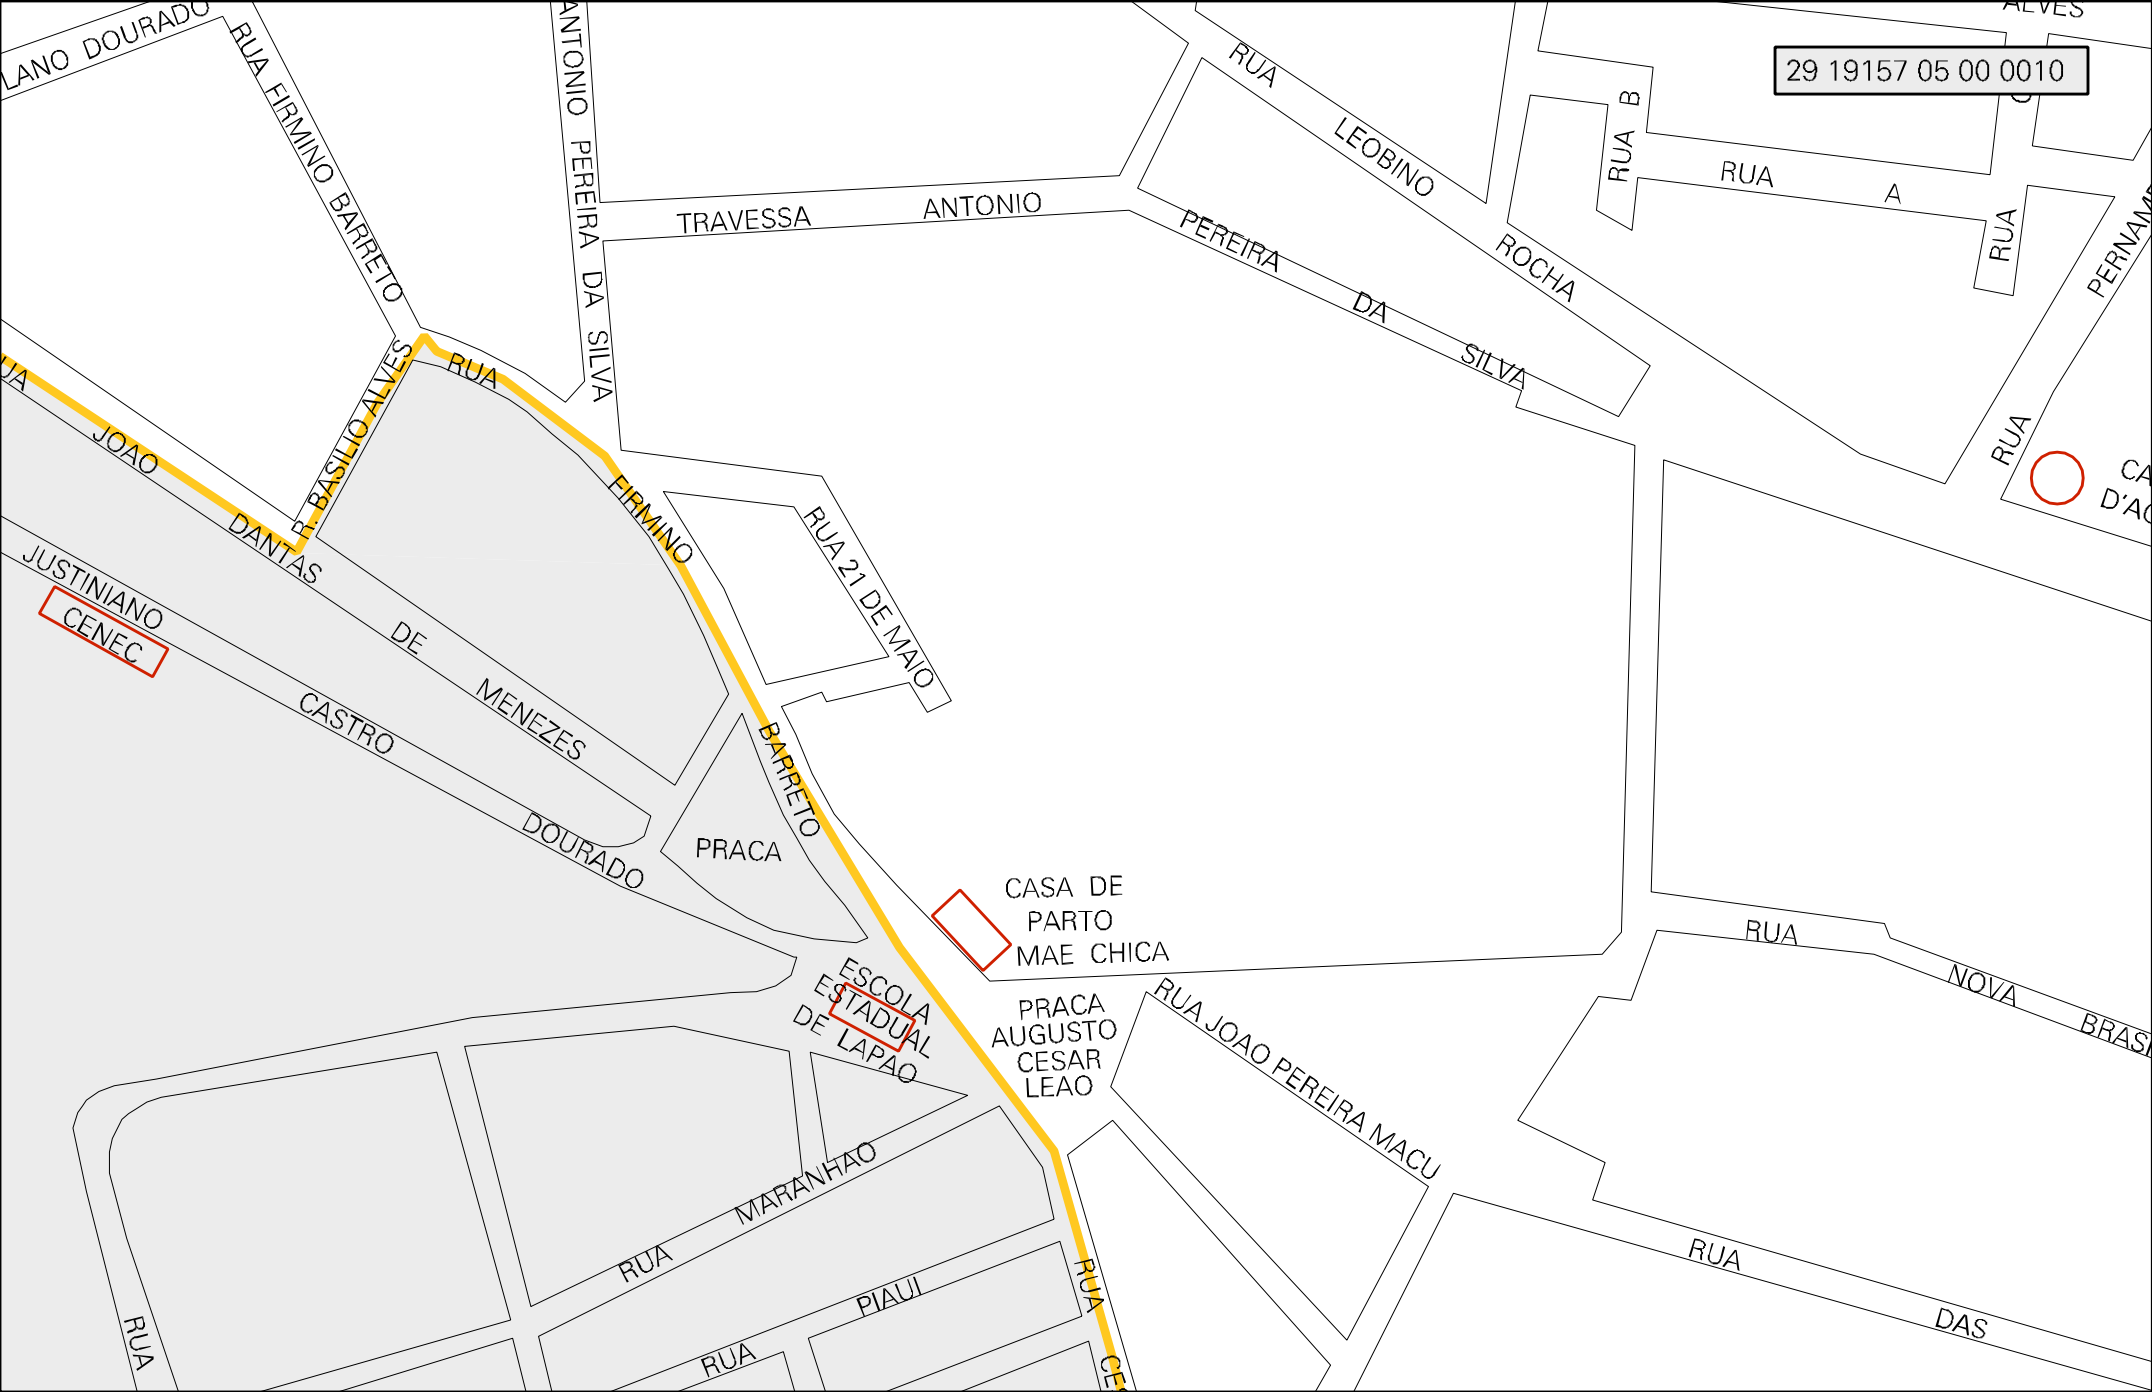 LANO DOURADO
RUA FIRMINO BARRETO
ANTONIO PEREIRA DA SILVA
TRAVESSA ANTONIO PEREIRA DA SILVA
RUA LEOBINO ROCHA
RUA B
RUA A
ALVES
29 19157 05 00 0010
RUA
RUA
JOAO DANTAS DE MENEZES
R. BASILIO ALVES
RUA FIRMINO BARRETO
RUA 21 DE MAIO
JUSTINIANO CASTRO DOURADO
CENEC
PRACA
CASA DE
PARTO
MAE CHICA
ESCOLA
ESTADUAL
DE LAPAO
PRACA
AUGUSTO
CESAR
LEAO
RUA JOAO PEREIRA MACU
RUA NOVA
RUA MARANHAO
RUA PIAUI
RUA
RUA
RUA DAS